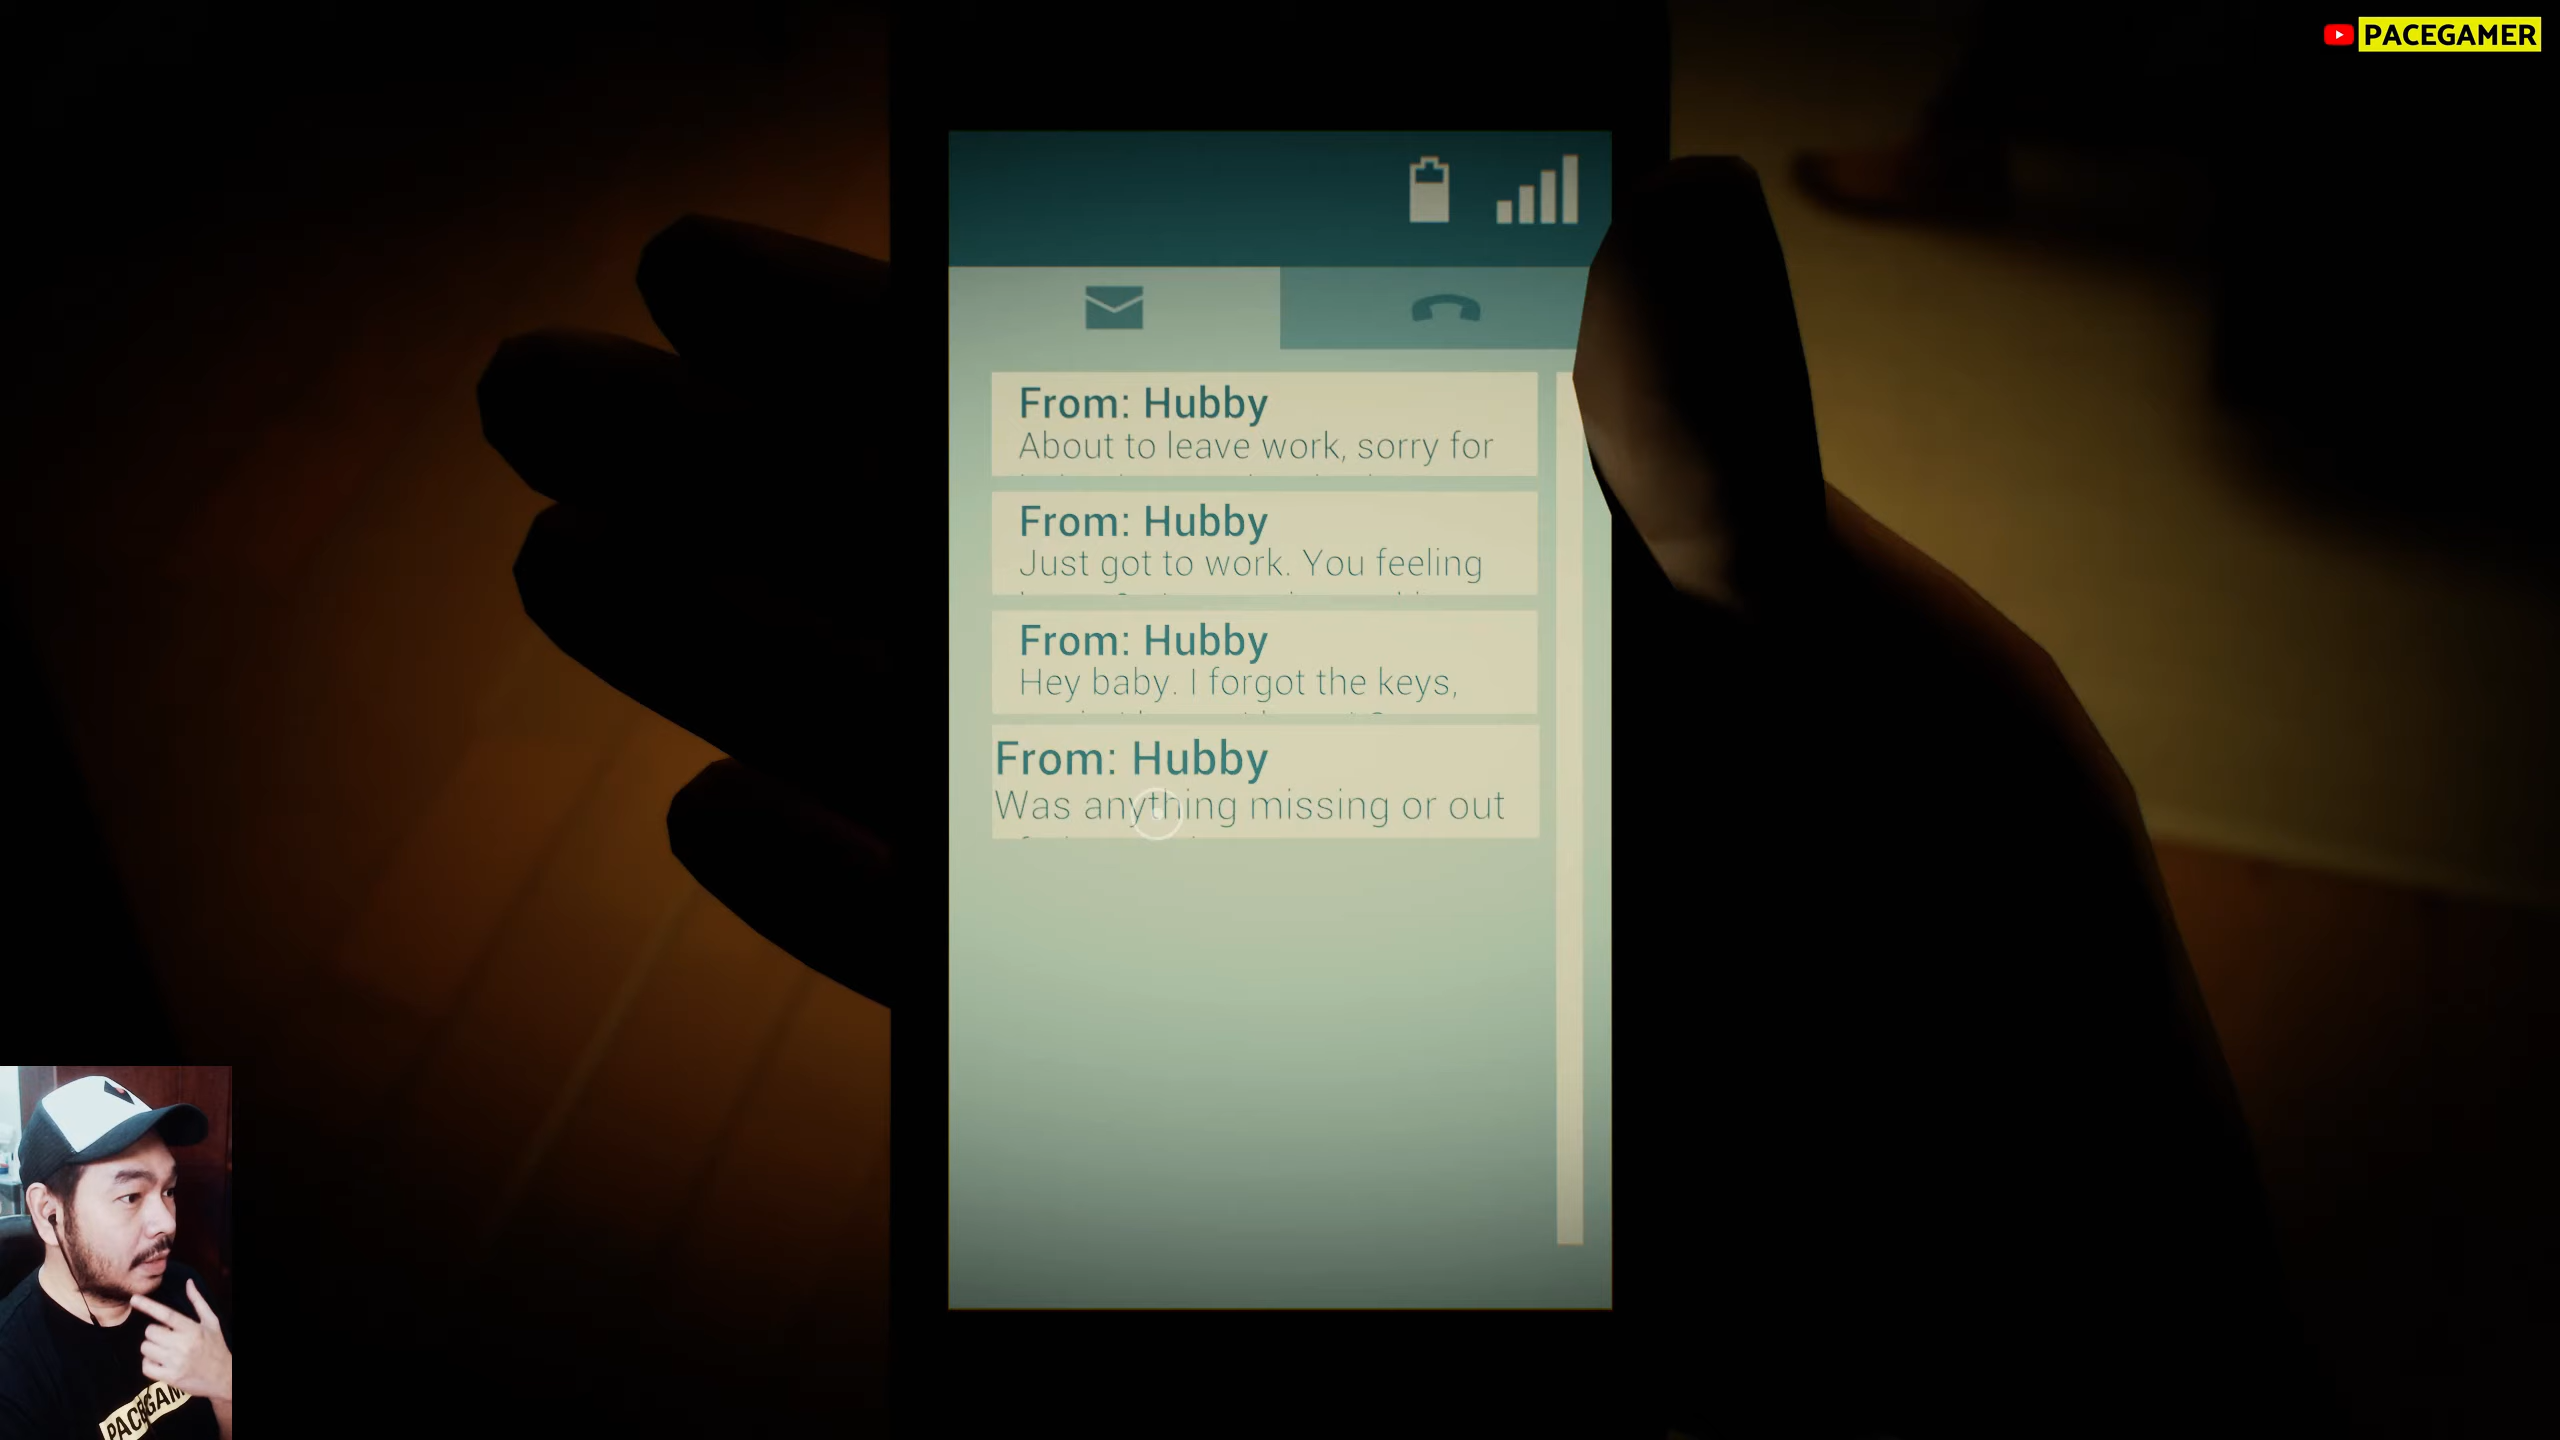 PACEGAMER
From: Hubby
About to leave work, sorry for
From: Hubby
Just got to work. You feeling
From: Hubby
Hey baby. I forgot the keys,
From: Hubby
Was anything missing or out
PACEGAM